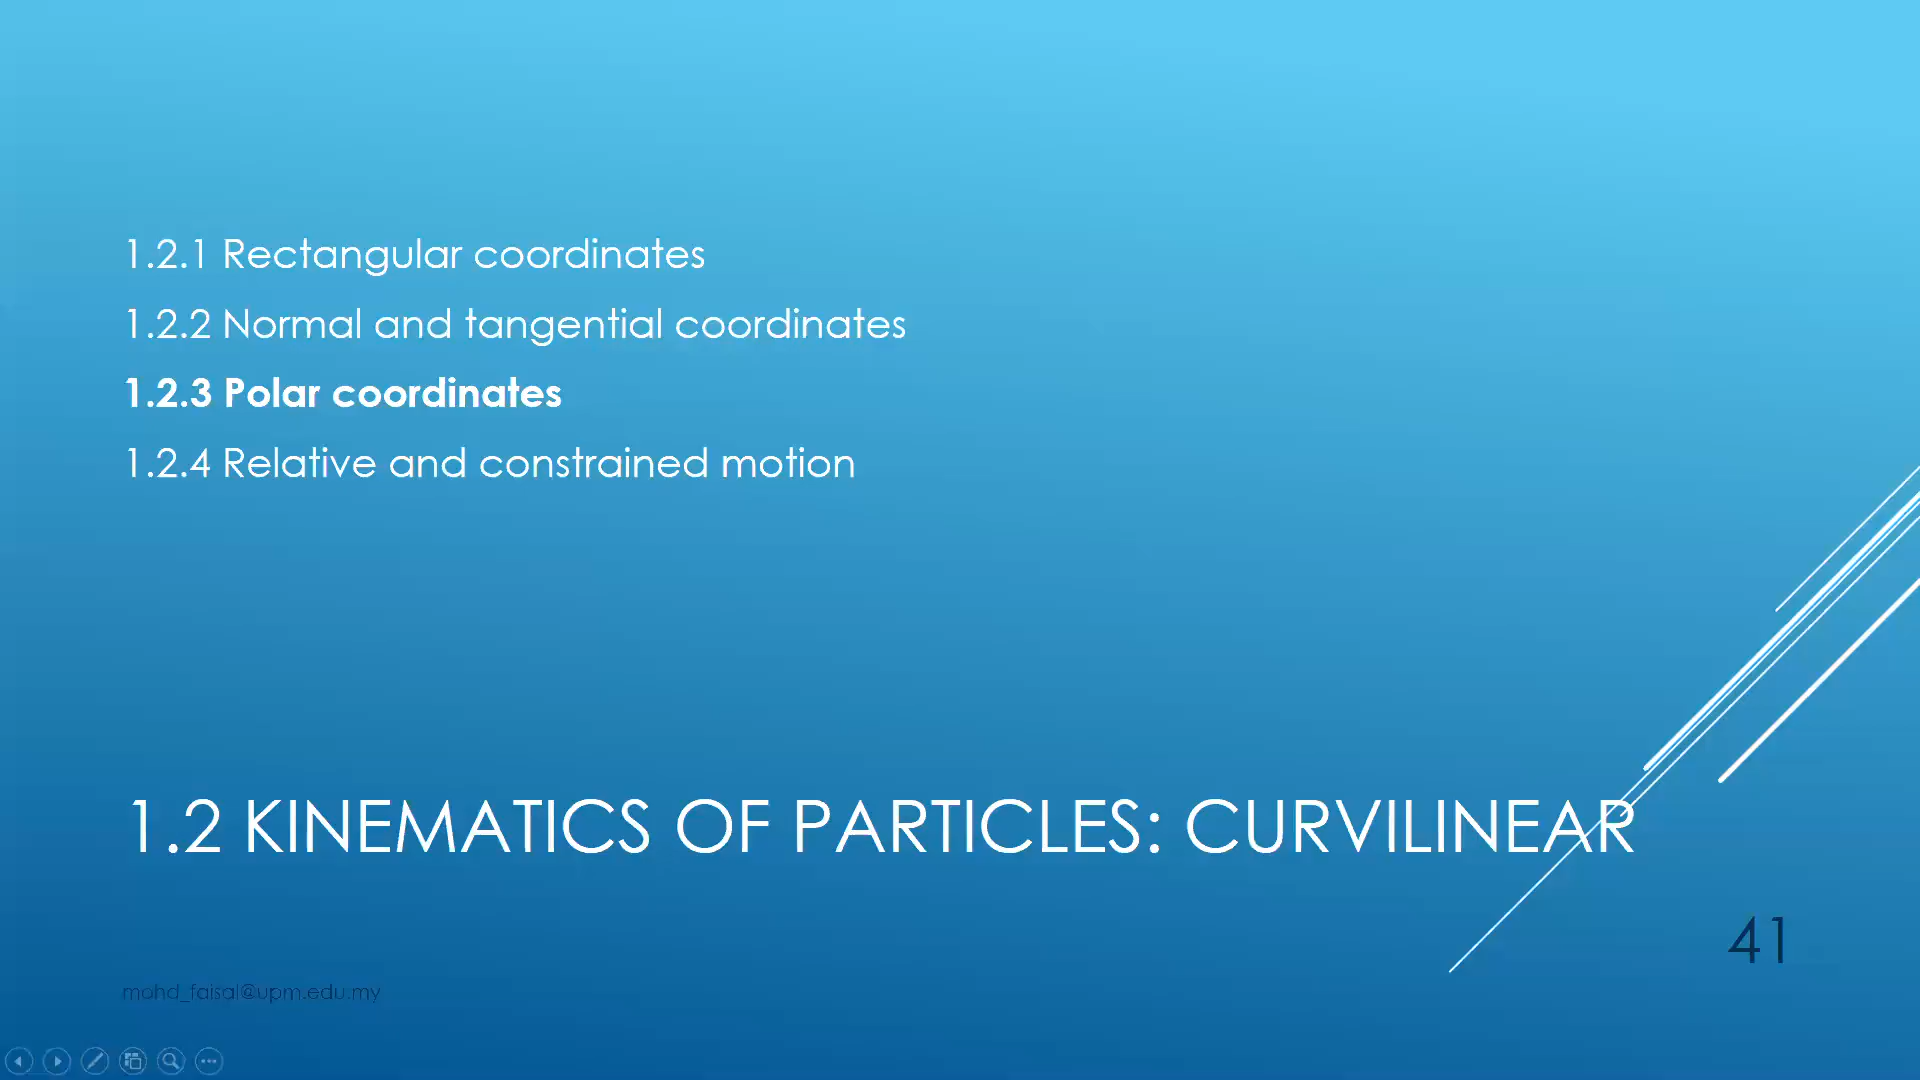 1.2.1 Rectangular coordinates
1.2.2 Normal and tangential coordinates
1.2.3 Polar coordinates
1.2.4 Relative and constrained motion
1.2 KINEMATICS OF PARTICLES: CURVILINEAR
41
mohd_faisal@upm.edu.my